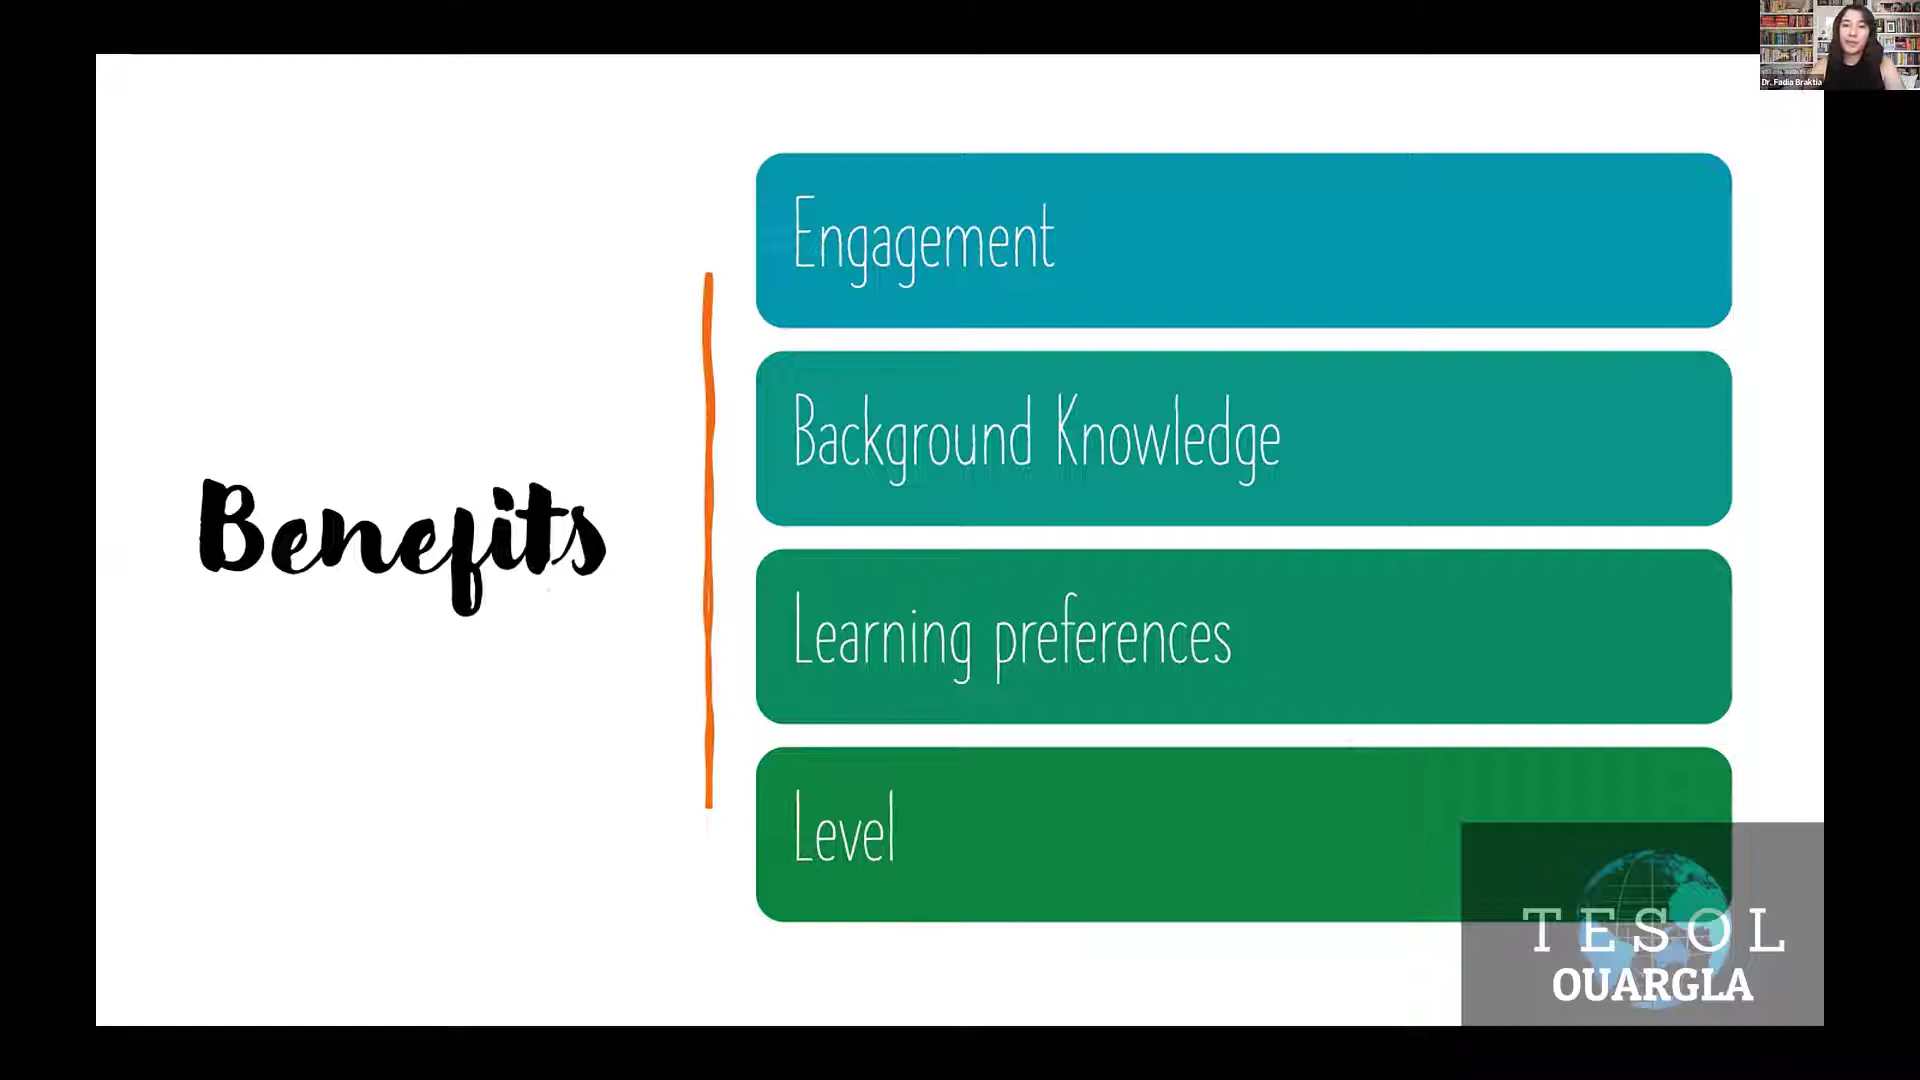 Dr. Fadia Braktia
Benefits
Engagement
Background Knowledge
Learning preferences
Level
TESOL
OUARGLA